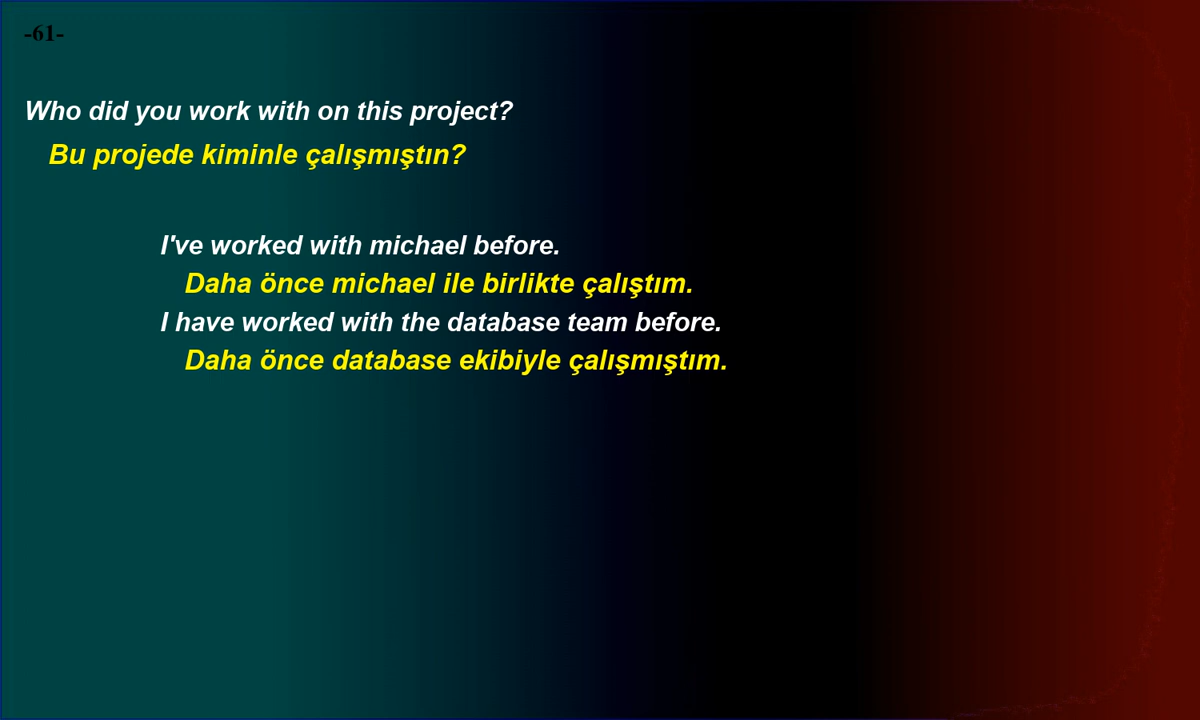 -61-
Who did you work with on this project?
Bu projede kiminle çalışmıştın?
I've worked with michael before.
Daha önce michael ile birlikte çalıştım.
I have worked with the database team before.
Daha önce database ekibiyle çalışmıştım.